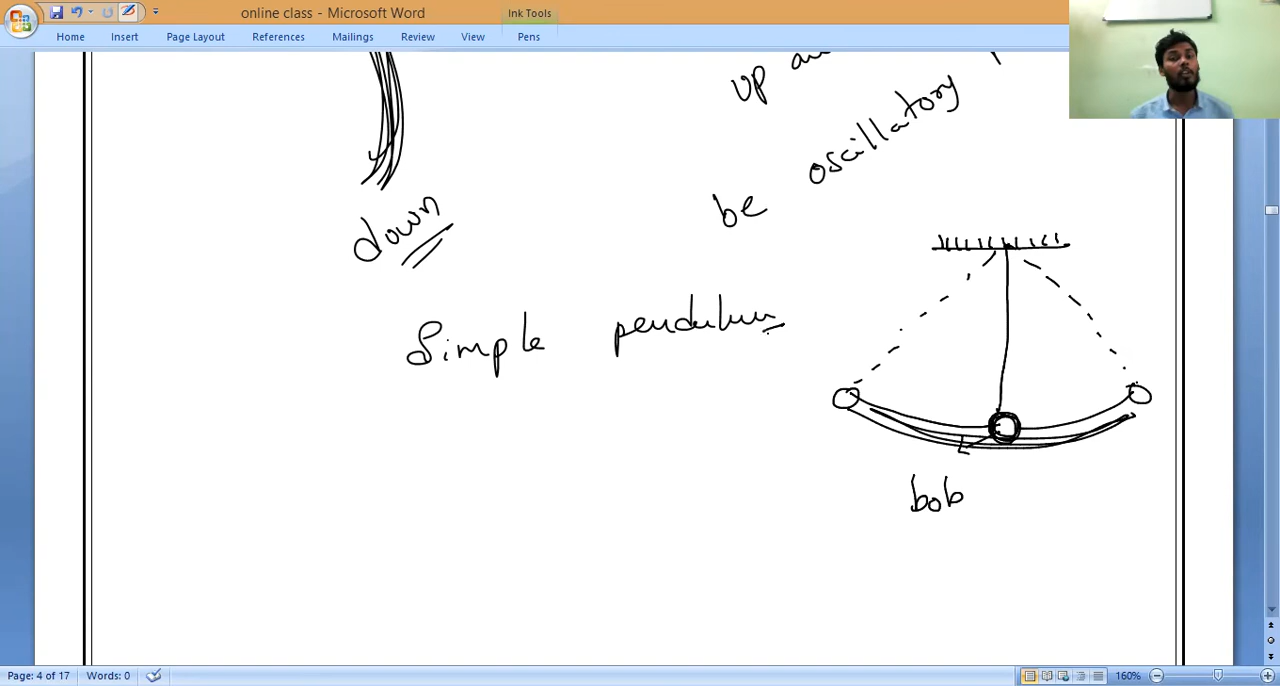 online class - Microsoft Word
Ink Tools
Home Insert Page Layout References Mailings Review View Pens
up
be oscillatory
down
Simple pendulum
bob
Page: 4 of 17 Words: 0
160%